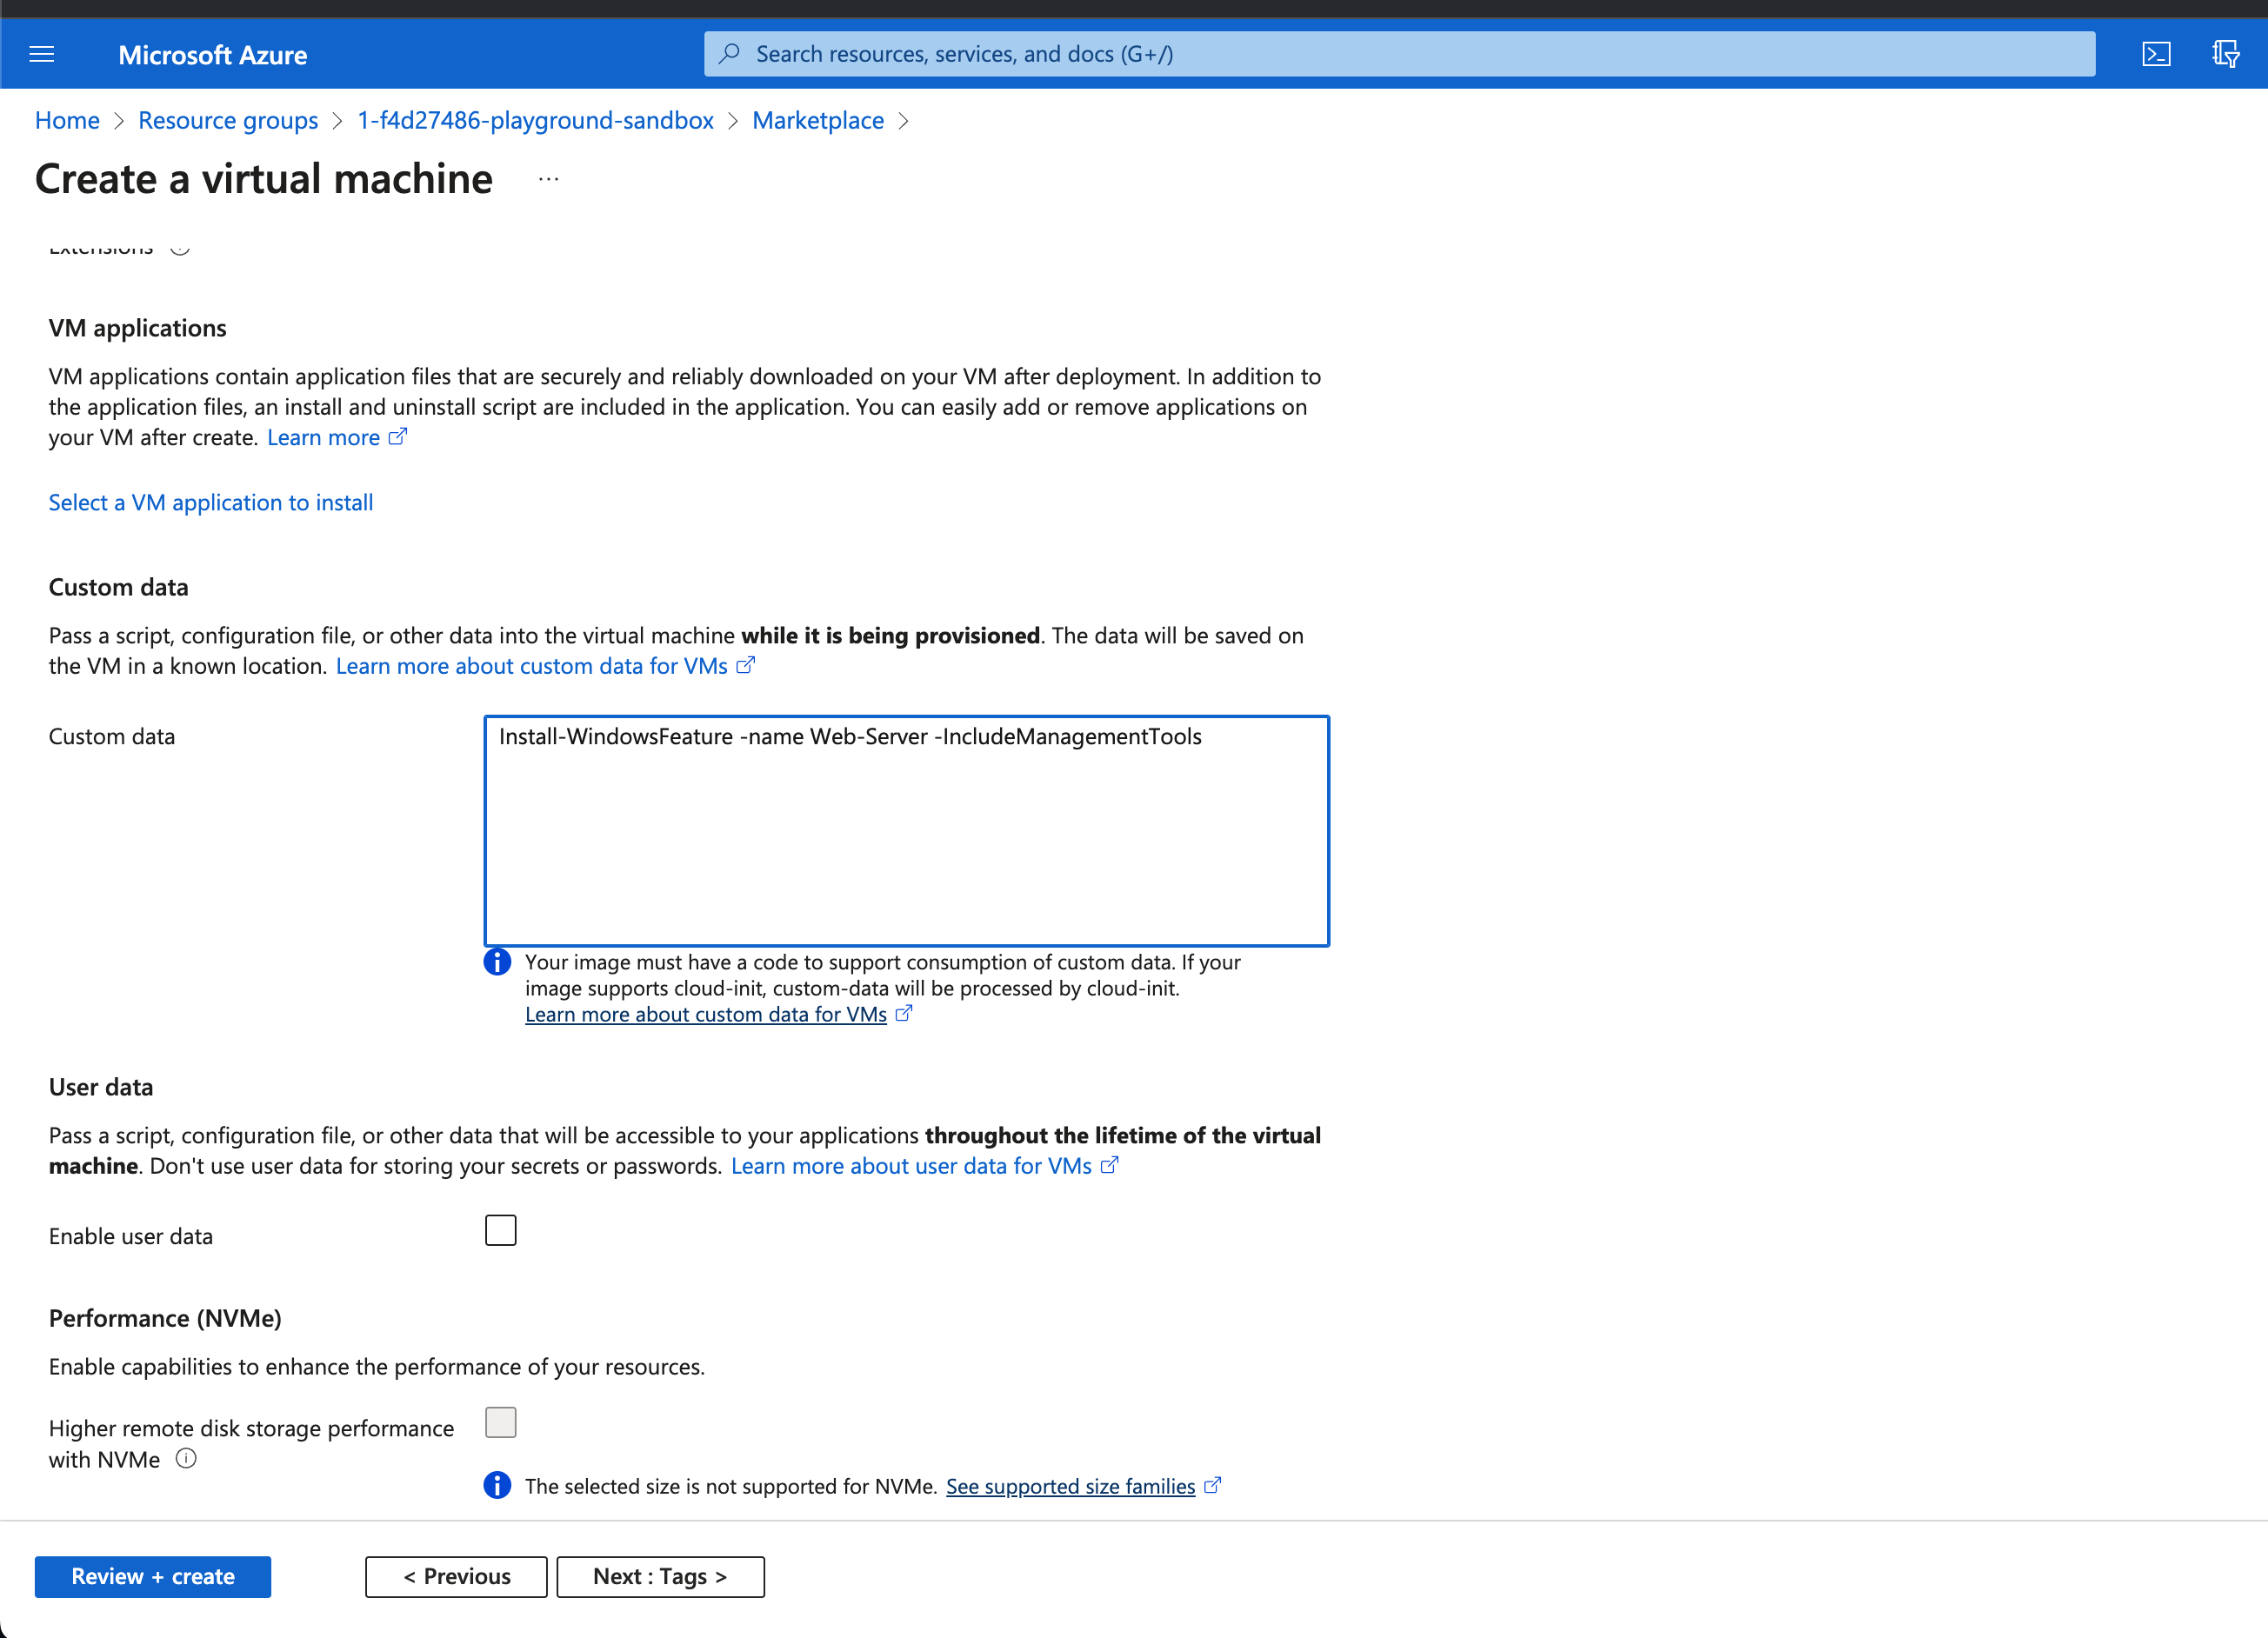 Microsoft Azure
Search resources, services, and docs (G+/)
Home > Resource groups > 1-f4d27486-playground-sandbox > Marketplace >
Create a virtual machine ...
Extensions
VM applications
VM applications contain application files that are securely and reliably downloaded on your VM after deployment. In addition to
the application files, an install and uninstall script are included in the application. You can easily add or remove applications on
your VM after create. Learn more
Select a VM application to install
Custom data
Pass a script, configuration file, or other data into the virtual machine while it is being provisioned. The data will be saved on
the VM in a known location. Learn more about custom data for VMs
Custom data
Install-WindowsFeature -name Web-Server -IncludeManagementTools
Your image must have a code to support consumption of custom data. If your
image supports cloud-init, custom-data will be processed by cloud-init.
Learn more about custom data for VMs
User data
Pass a script, configuration file, or other data that will be accessible to your applications throughout the lifetime of the virtual
machine. Don't use user data for storing your secrets or passwords. Learn more about user data for VMs
Enable user data
Performance (NVMe)
Enable capabilities to enhance the performance of your resources.
Higher remote disk storage performance
with NVMe
The selected size is not supported for NVMe. See supported size families
Review + create
< Previous
Next : Tags >